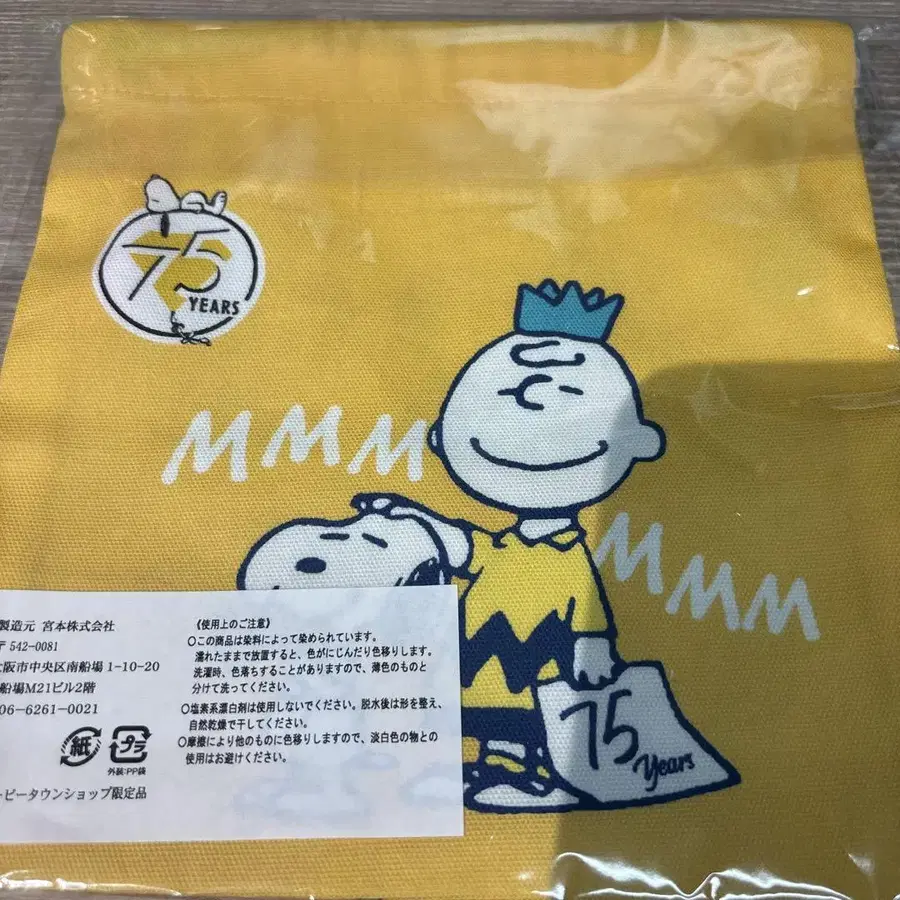 75
YEARS
MMM
MMM
75
Years
製造元 宮本株式会社
〒542-0081
大阪市中央区南船場 1-10-20
船場M21ビル2階
06-6261-0021
紙 プラ
外装:PP袋
ーピータウンショップ限定品
《使用上のご注意》
○この商品は染料によって染められています。
濡れたままで放置すると、色がにじんだり色移りします。
洗濯時、色落ちすることがありますので、薄色のものと
分けて洗ってください。
○塩素系漂白剤は使用しないでください。脱水後は形を整え、
自然乾燥で干してください。
○摩擦により他のものに色移りしますので、淡白色の物との
使用はお避けください。